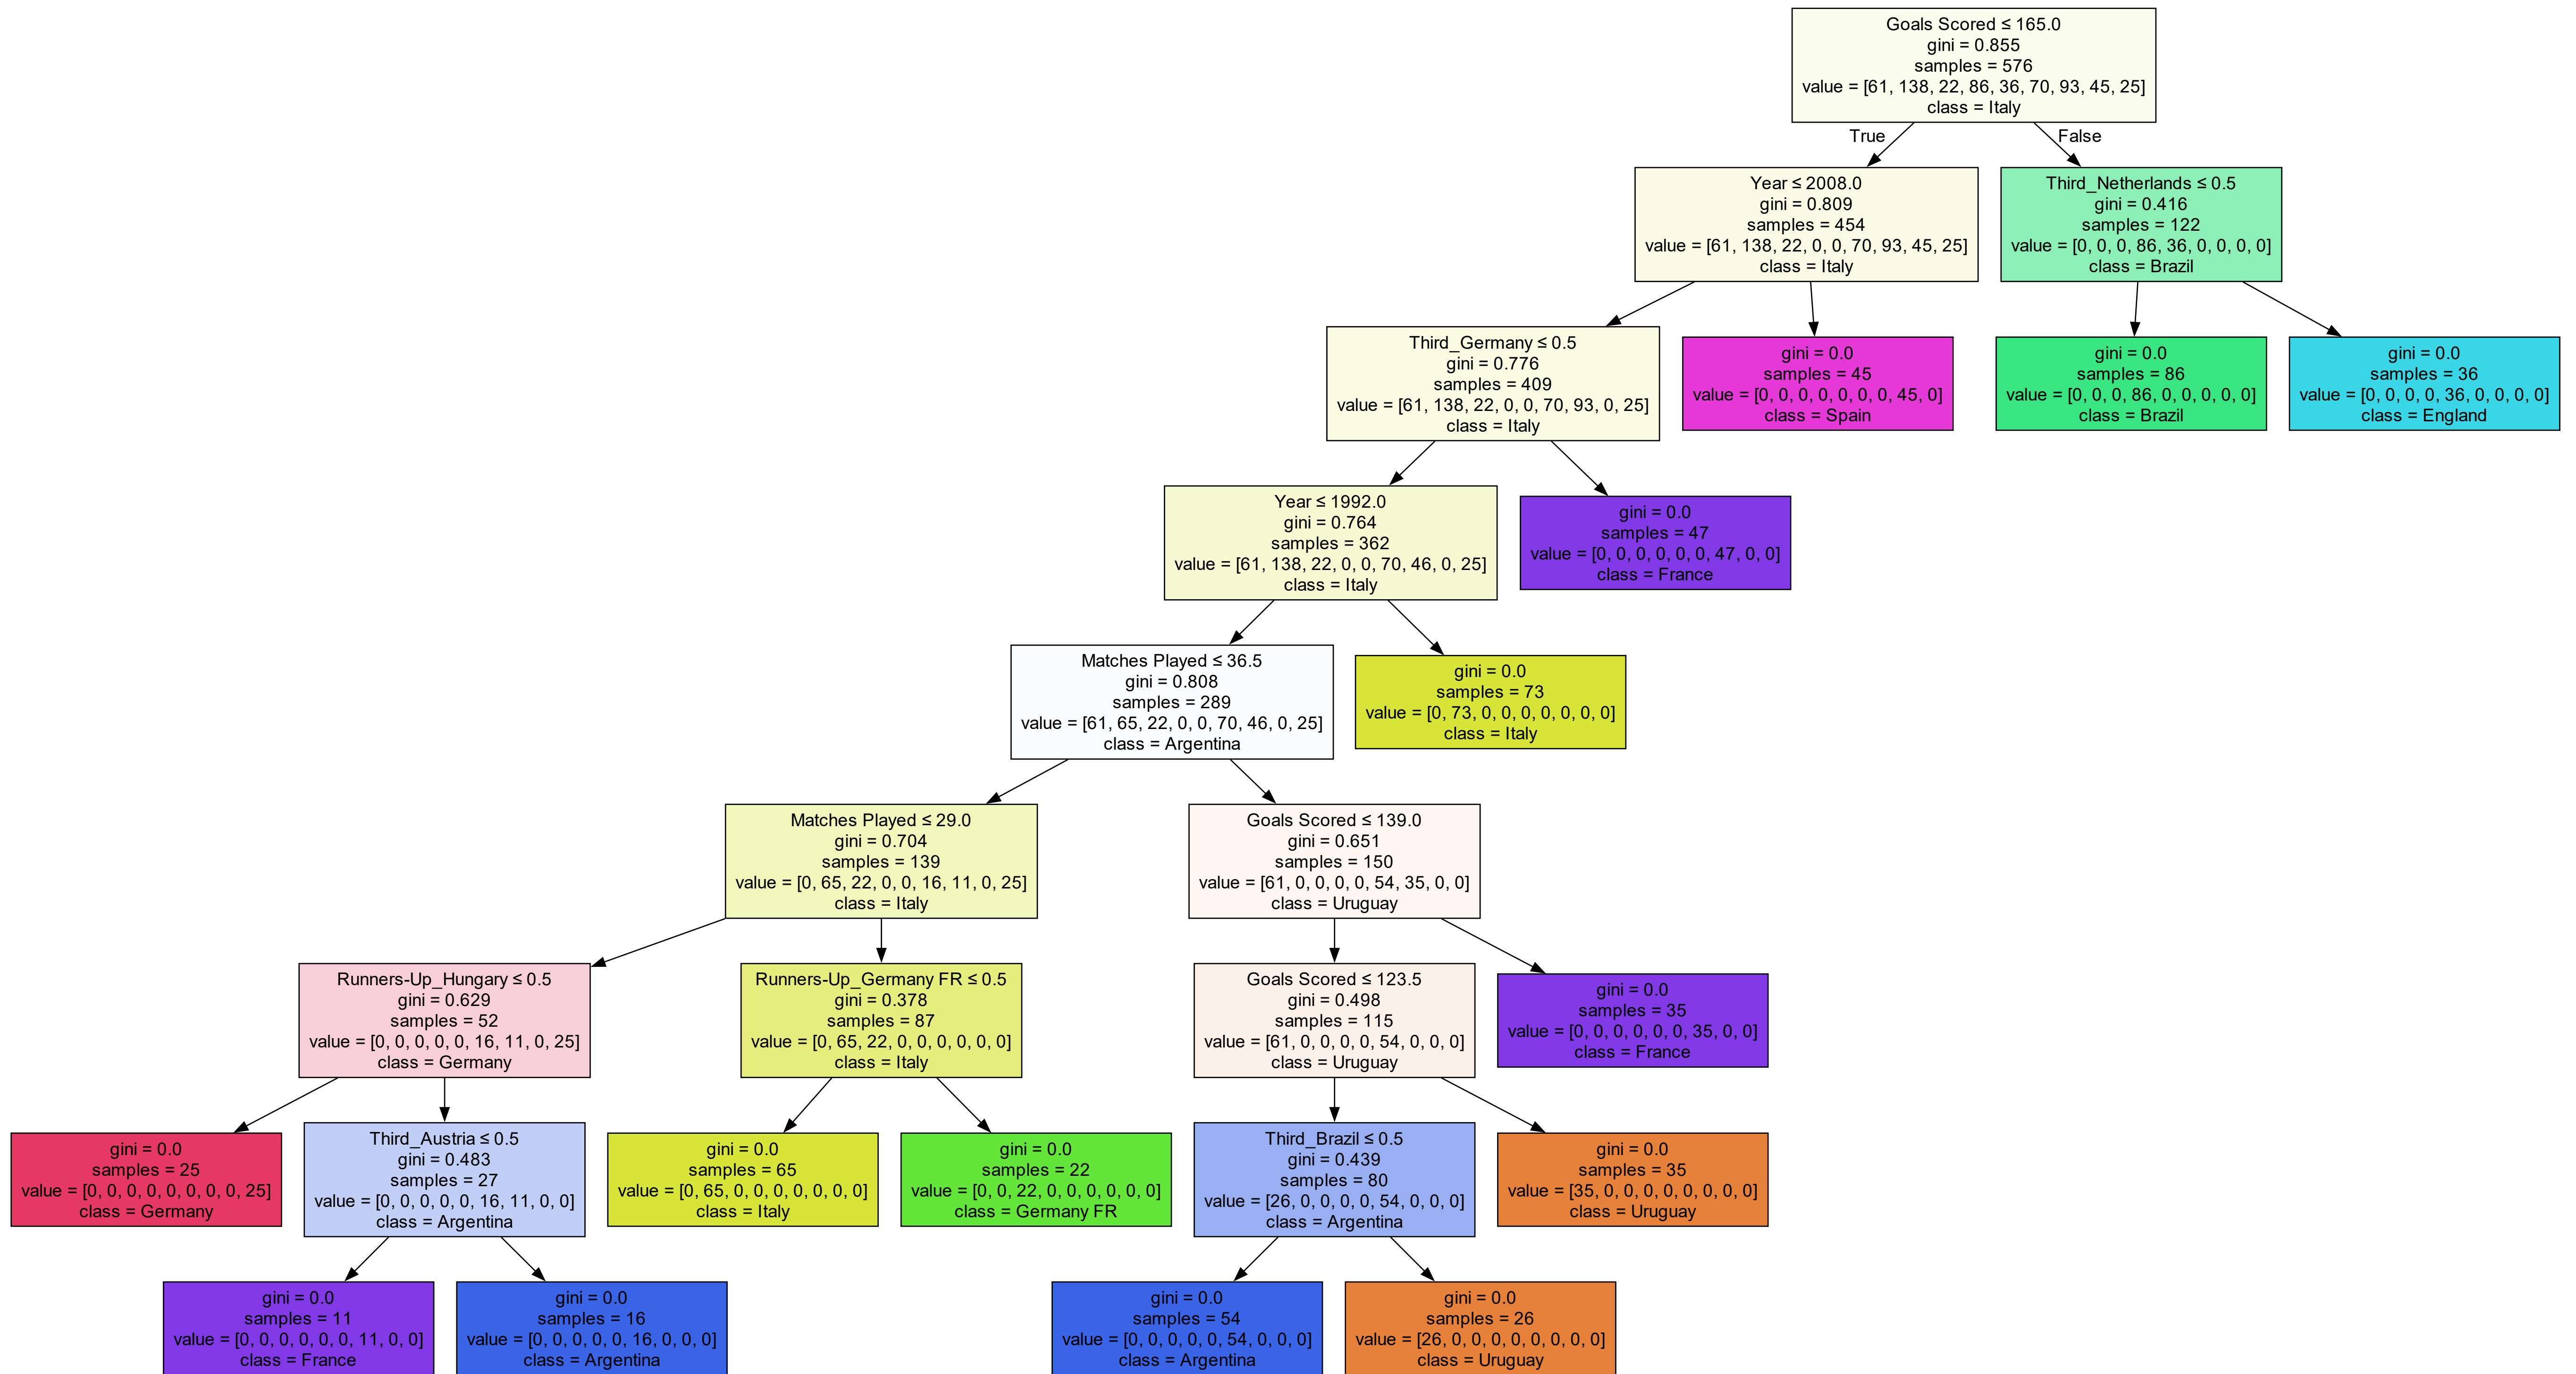 Goals Scored ≤ 165.0
gini = 0.855
samples = 576
value = [61, 138, 22, 86, 36, 70, 93, 45, 25]
class = Italy
True
False
Year ≤ 2008.0
gini = 0.809
samples = 454
value = [61, 138, 22, 0, 0, 70, 93, 45, 25]
class = Italy
Third_Netherlands ≤ 0.5
gini = 0.416
samples = 122
value = [0, 0, 0, 86, 36, 0, 0, 0, 0]
class = Brazil
Third_Germany ≤ 0.5
gini = 0.776
samples = 409
value = [61, 138, 22, 0, 0, 70, 93, 0, 25]
class = Italy
gini = 0.0
samples = 45
value = [0, 0, 0, 0, 0, 0, 0, 45, 0]
class = Spain
gini = 0.0
samples = 86
value = [0, 0, 0, 86, 0, 0, 0, 0, 0]
class = Brazil
gini = 0.0
samples = 36
value = [0, 0, 0, 0, 36, 0, 0, 0, 0]
class = England
Year ≤ 1992.0
gini = 0.764
samples = 362
value = [61, 138, 22, 0, 0, 70, 46, 0, 25]
class = Italy
gini = 0.0
samples = 47
value = [0, 0, 0, 0, 0, 0, 47, 0, 0]
class = France
Matches Played ≤ 36.5
gini = 0.808
samples = 289
value = [61, 65, 22, 0, 0, 70, 46, 0, 25]
class = Argentina
gini = 0.0
samples = 73
value = [0, 73, 0, 0, 0, 0, 0, 0, 0]
class = Italy
Matches Played ≤ 29.0
gini = 0.704
samples = 139
value = [0, 65, 22, 0, 0, 16, 11, 0, 25]
class = Italy
Goals Scored ≤ 139.0
gini = 0.651
samples = 150
value = [61, 0, 0, 0, 0, 54, 35, 0, 0]
class = Uruguay
Runners-Up_Hungary ≤ 0.5
gini = 0.629
samples = 52
value = [0, 0, 0, 0, 0, 16, 11, 0, 25]
class = Germany
Runners-Up_Germany FR ≤ 0.5
gini = 0.378
samples = 87
value = [0, 65, 22, 0, 0, 0, 0, 0, 0]
class = Italy
Goals Scored ≤ 123.5
gini = 0.498
samples = 115
value = [61, 0, 0, 0, 0, 54, 0, 0, 0]
class = Uruguay
gini = 0.0
samples = 35
value = [0, 0, 0, 0, 0, 0, 35, 0, 0]
class = France
gini = 0.0
samples = 25
value = [0, 0, 0, 0, 0, 0, 0, 0, 25]
class = Germany
Third_Austria ≤ 0.5
gini = 0.483
samples = 27
value = [0, 0, 0, 0, 0, 16, 11, 0, 0]
class = Argentina
gini = 0.0
samples = 65
value = [0, 65, 0, 0, 0, 0, 0, 0, 0]
class = Italy
gini = 0.0
samples = 22
value = [0, 0, 22, 0, 0, 0, 0, 0, 0]
class = Germany FR
Third_Brazil ≤ 0.5
gini = 0.439
samples = 80
value = [26, 0, 0, 0, 0, 54, 0, 0, 0]
class = Argentina
gini = 0.0
samples = 35
value = [35, 0, 0, 0, 0, 0, 0, 0, 0]
class = Uruguay
gini = 0.0
samples = 11
value = [0, 0, 0, 0, 0, 0, 11, 0, 0]
class = France
gini = 0.0
samples = 16
value = [0, 0, 0, 0, 0, 16, 0, 0, 0]
class = Argentina
gini = 0.0
samples = 54
value = [0, 0, 0, 0, 0, 54, 0, 0, 0]
class = Argentina
gini = 0.0
samples = 26
value = [26, 0, 0, 0, 0, 0, 0, 0, 0]
class = Uruguay